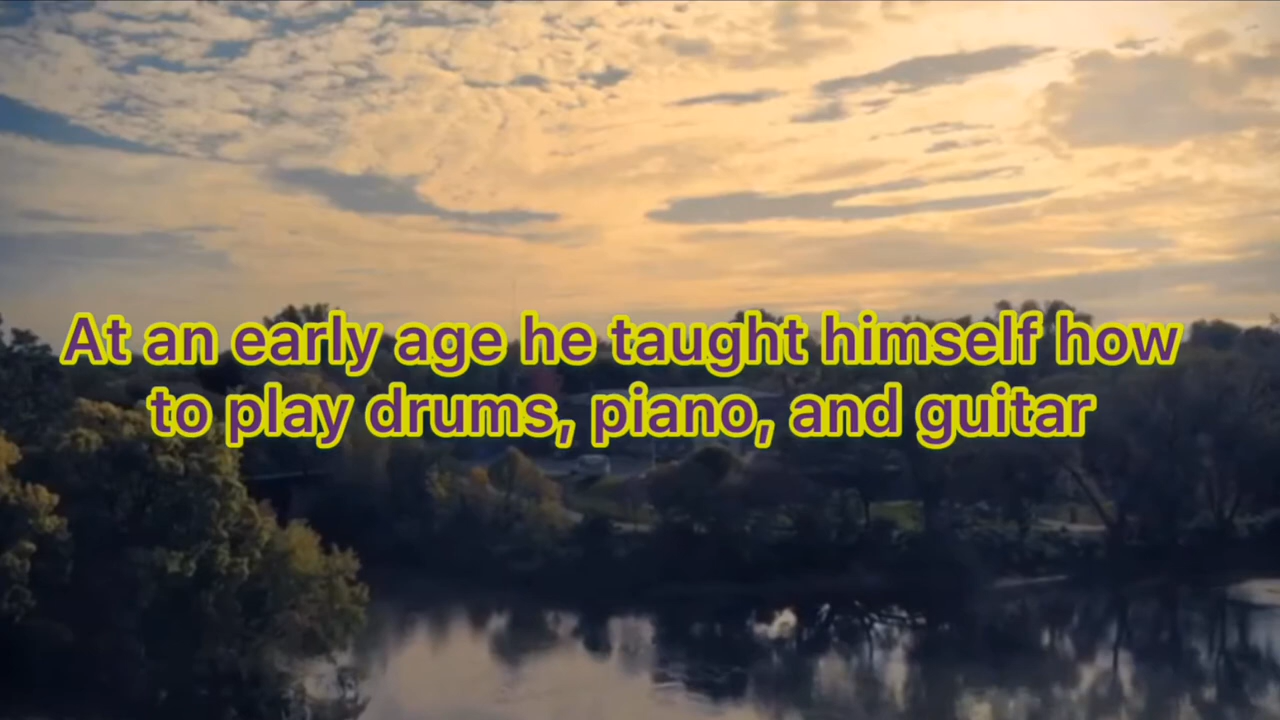 At an early age he taught himself how
to play drums, piano, and guitar